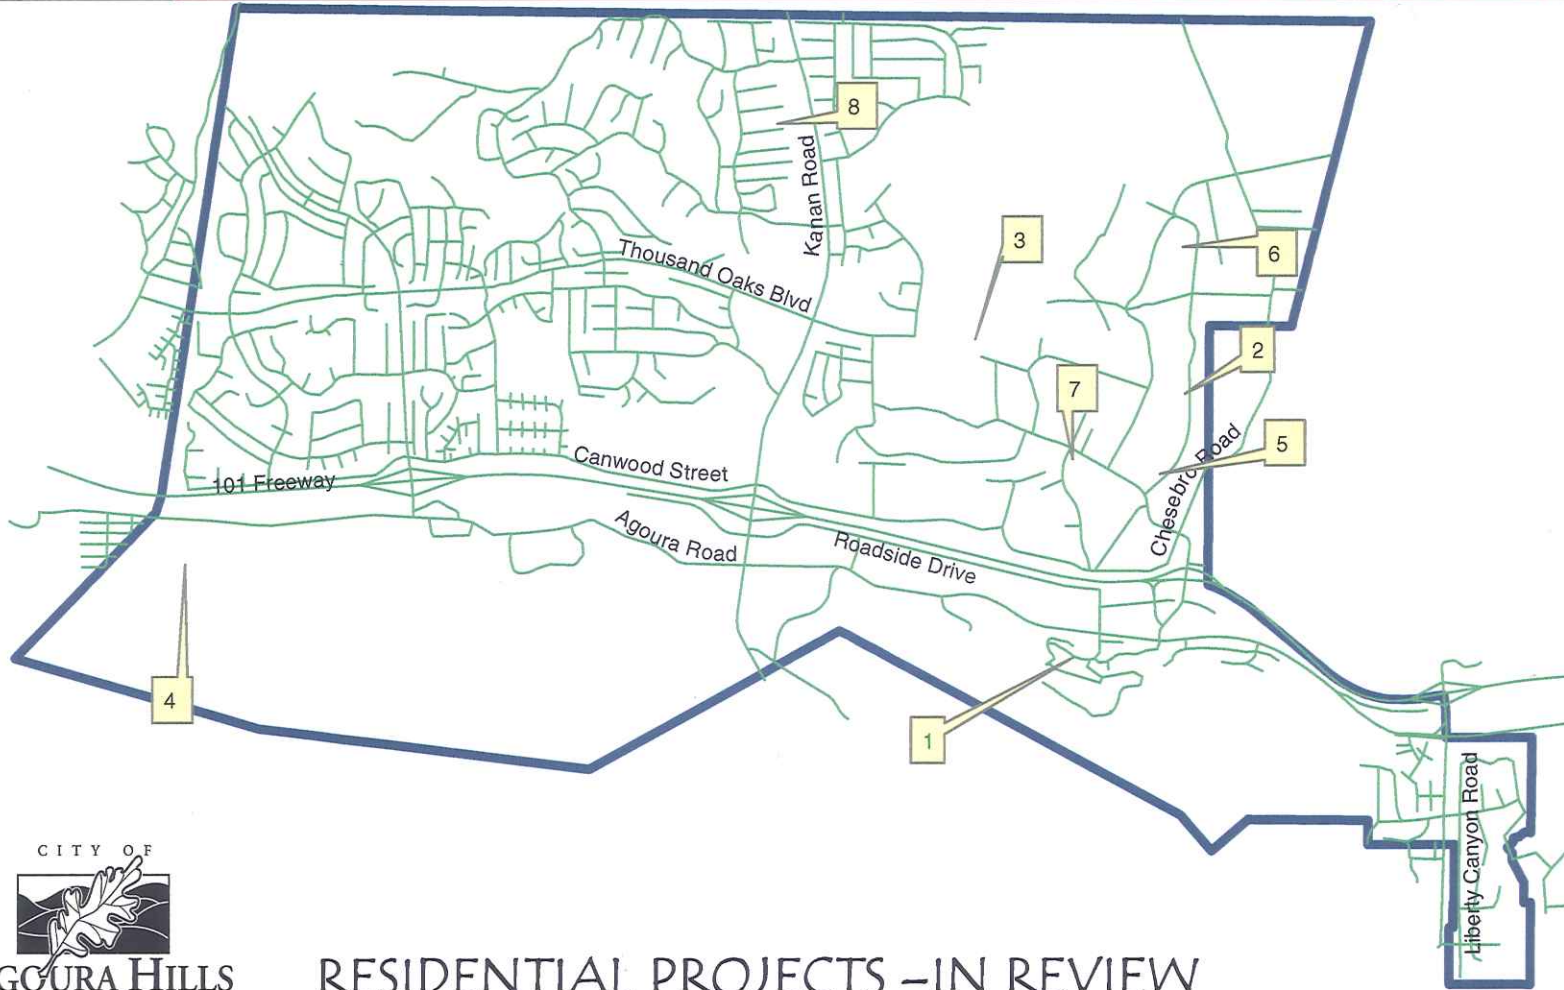 8
Kanan Road
3
6
Thousand Oaks Blvd
2
7
5
Chesebro Road
Canwood Street
101 Freeway
Agoura Road
Roadside Drive
4
1
Liberty Canyon Road
CITY OF
GOURA HILLS
RESIDENTIAL PROJECTS –IN REVIEW